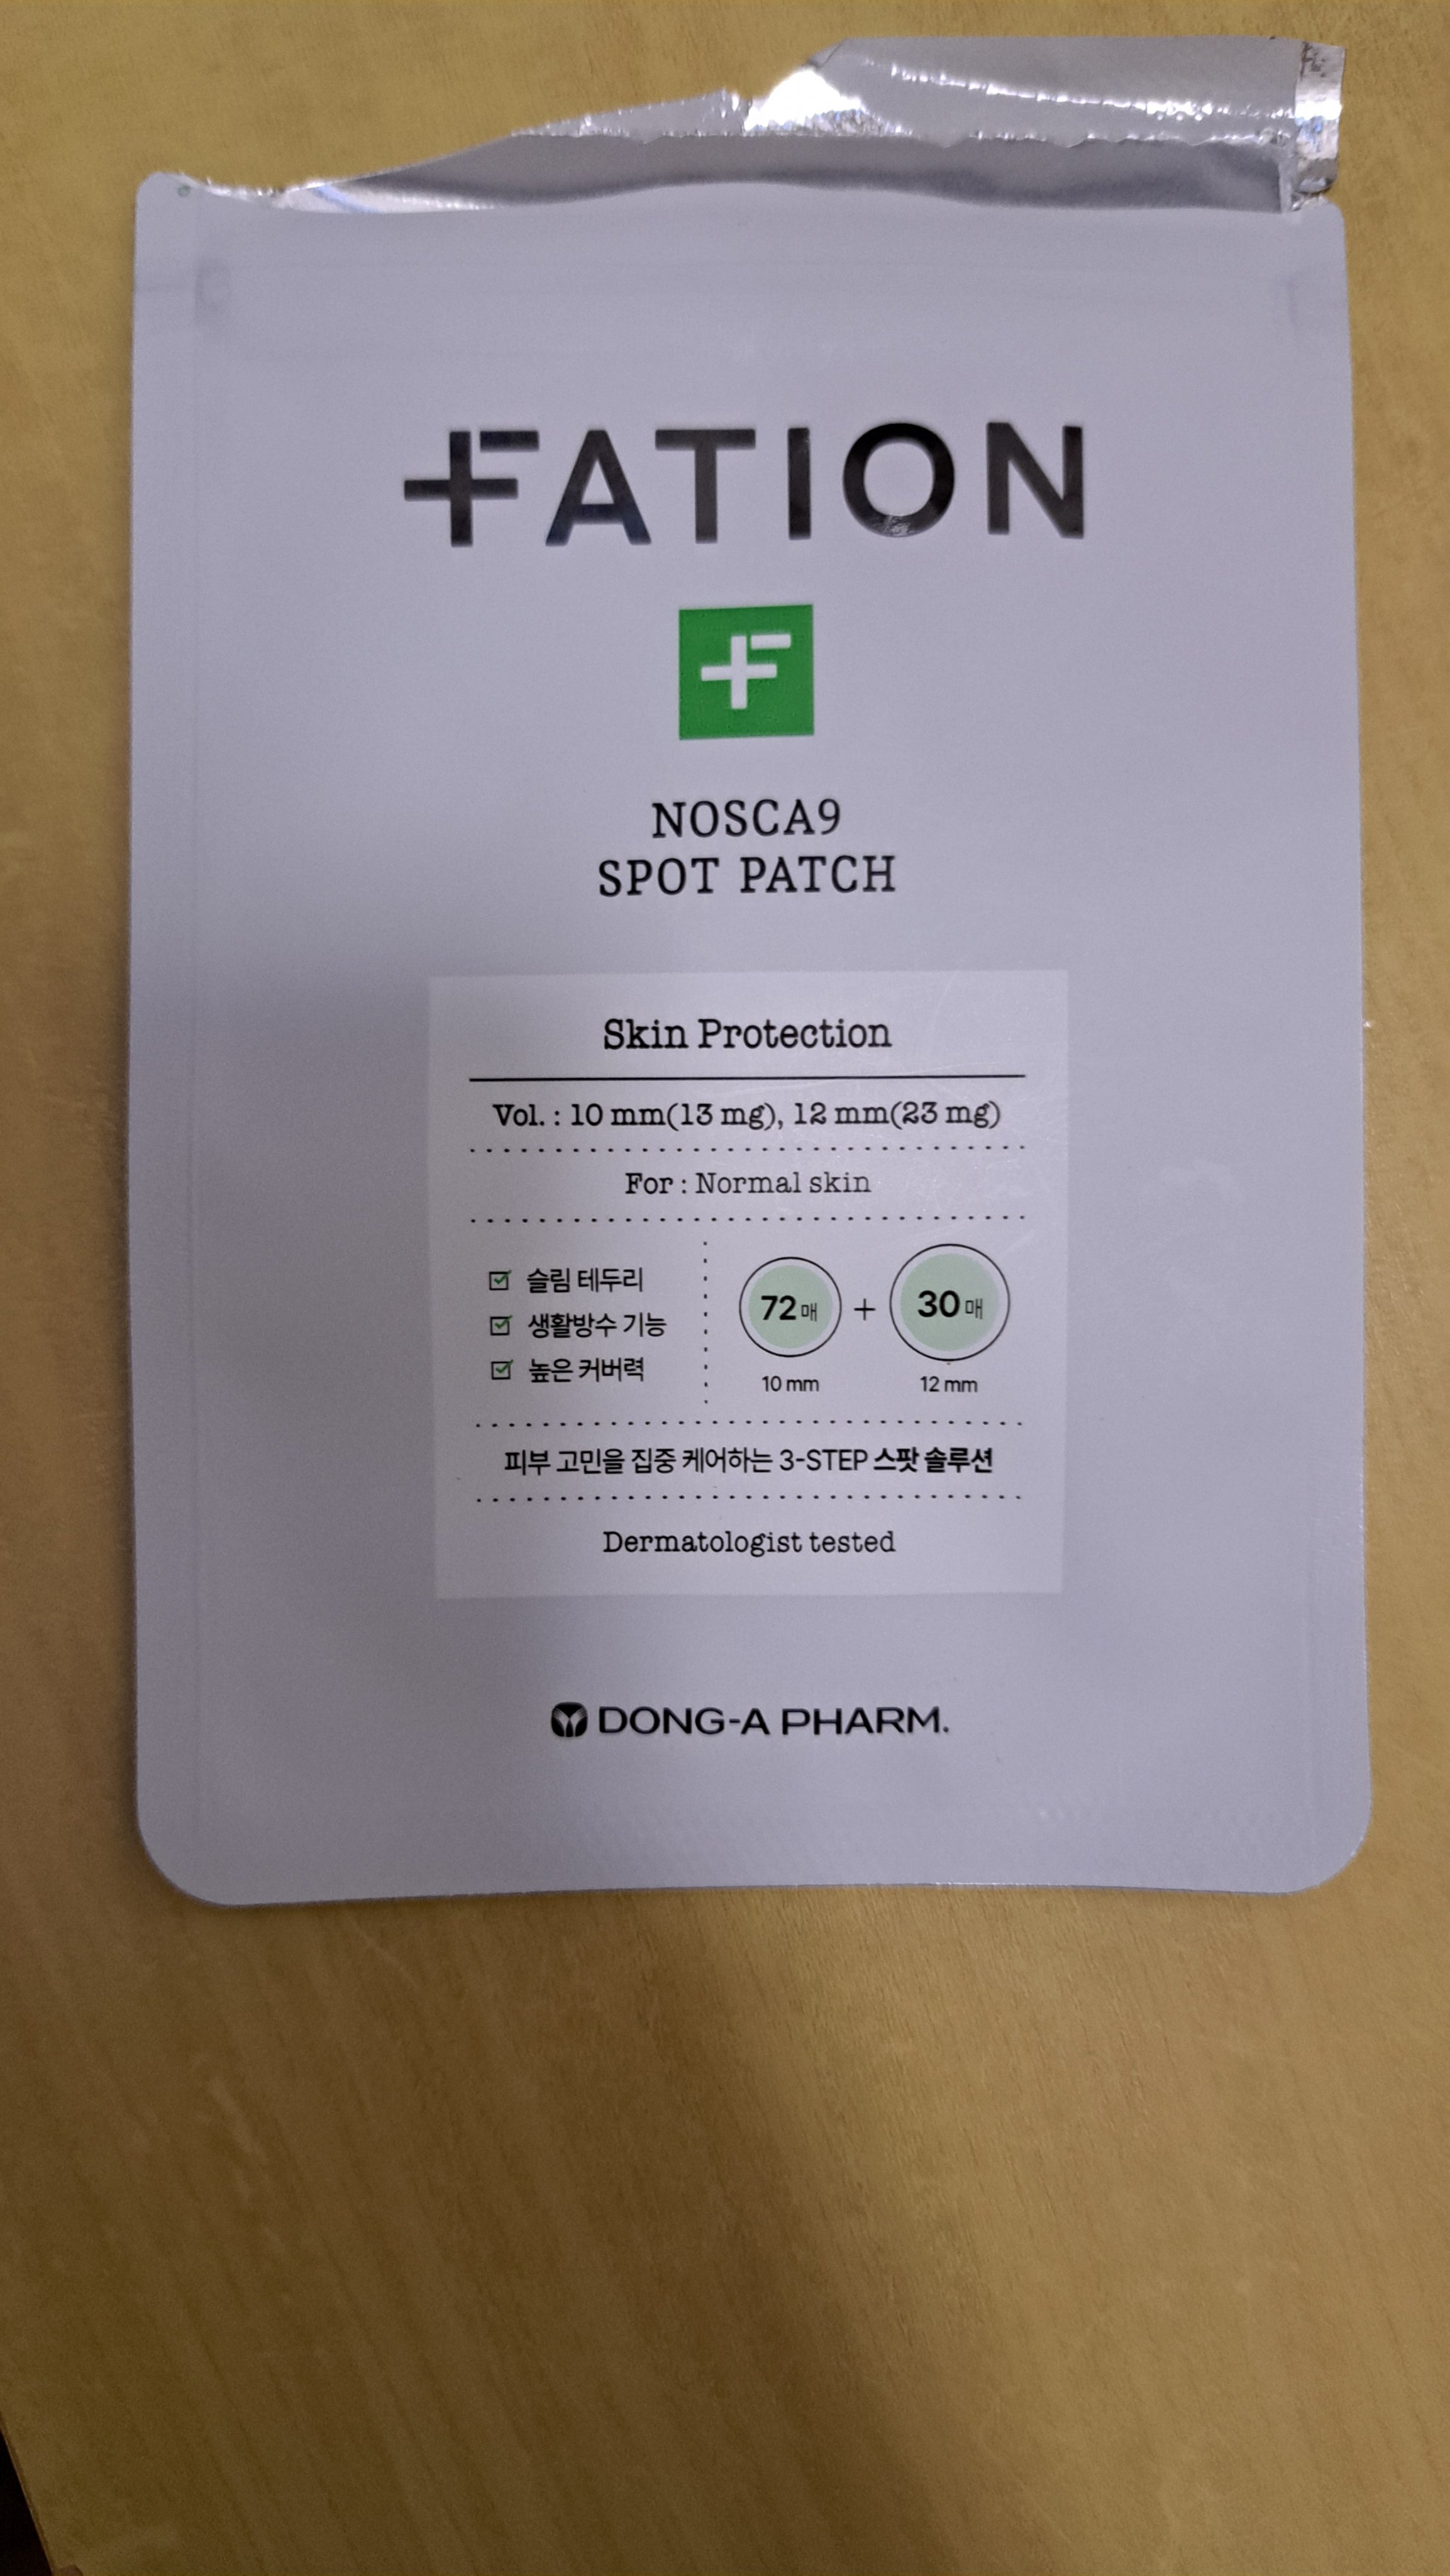 FATION
F
NOSCA9
SPOT PATCH
Skin Protection
Vol. : 10 mm(13 mg), 12 mm(23 mg)
For : Normal skin
슬림 테두리
생활방수 기능
높은 커버력
72매 + 30매
10 mm 12 mm
피부 고민을 집중 케어하는 3-STEP 스팟 솔루션
Dermatologist tested
DONG-A PHARM.